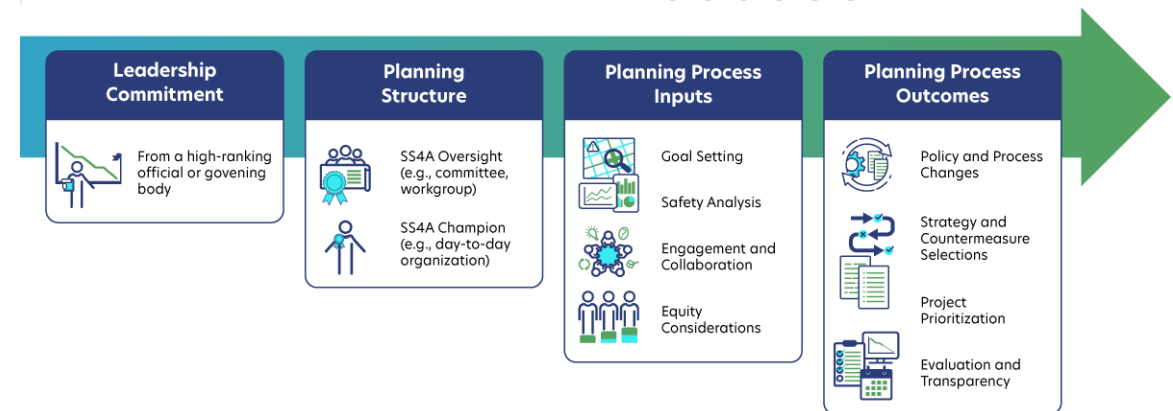 Leadership
Commitment
From a high-ranking
official or govening
body
Planning
Structure
SS4A Oversight
(e.g., committee,
workgroup)
SS4A Champion
(e.g., day-to-day
organization)
Planning Process
Inputs
Goal Setting
Safety Analysis
Engagement and
Collaboration
Equity
Considerations
Planning Process
Outcomes
Policy and Process
Changes
Strategy and
Countermeasure
Selections
Project
Prioritization
Evaluation and
Transparency